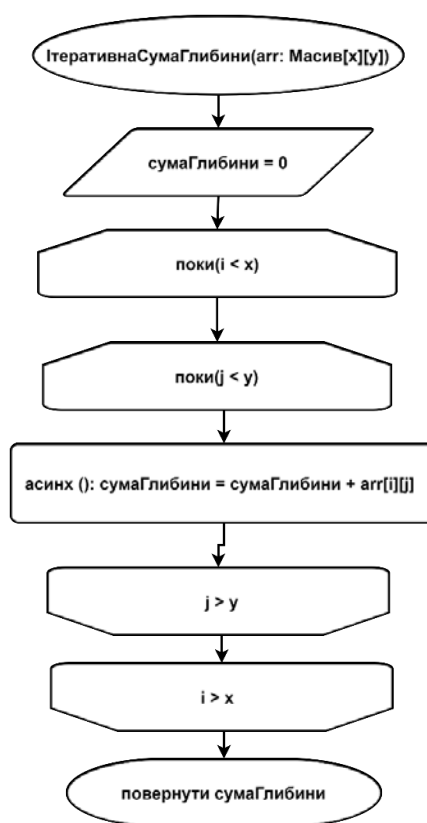 ІтеративнаСумаГлибини(arr: Масив[x][y])
сумаГлибини = 0
поки(i < x)
поки(j < y)
асинх (): сумаГлибини = сумаГлибини + arr[i][j]
j > y
i > x
повернути сумаГлибини